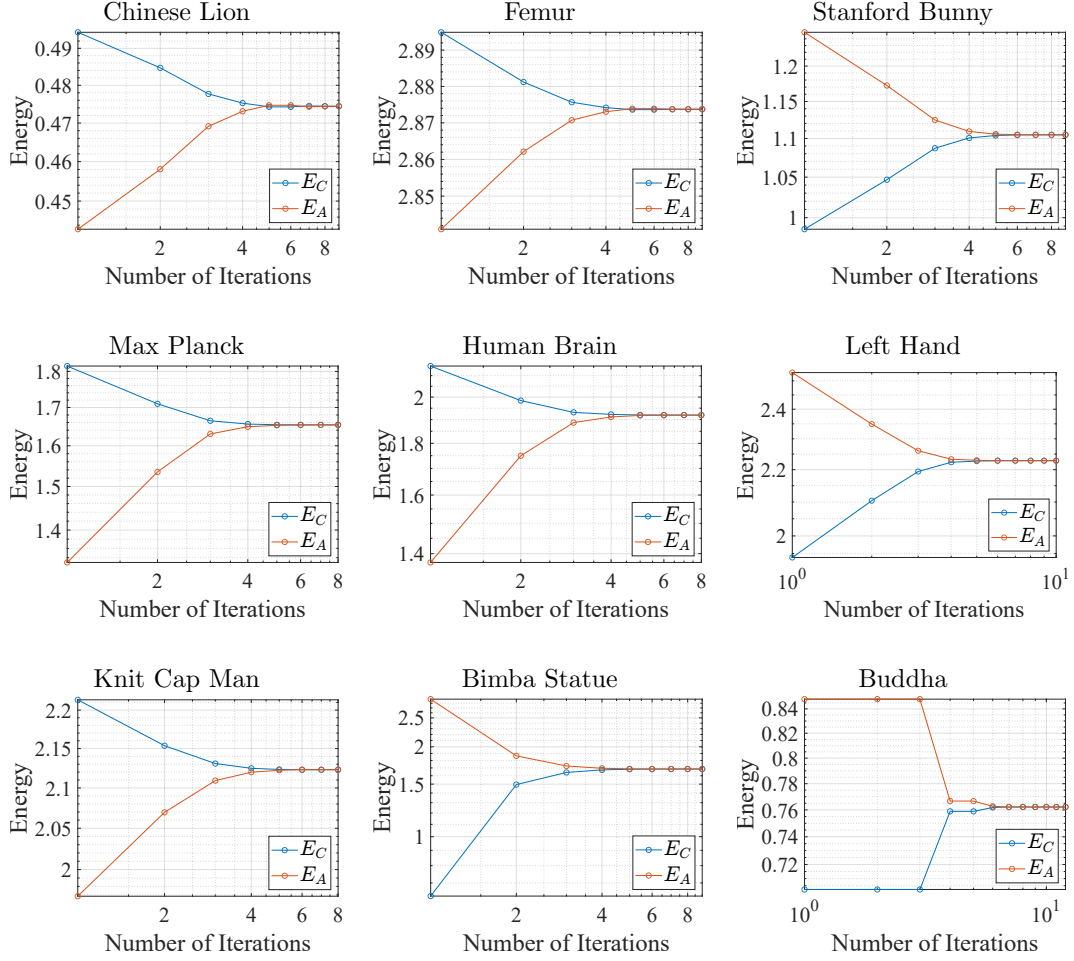 Chinese Lion
Energy
0.49
0.48
0.47
0.46
0.45
E_C
E_A
2 4 6 8
Number of Iterations
Femur
Energy
2.89
2.88
2.87
2.86
2.85
E_C
E_A
2 4 6 8
Number of Iterations
Stanford Bunny
Energy
1.2
1.15
1.1
1.05
1
E_C
E_A
2 4 6 8
Number of Iterations
Max Planck
Energy
1.8
1.7
1.6
1.5
1.4
E_C
E_A
2 4 6 8
Number of Iterations
Human Brain
Energy
2
1.8
1.6
1.4
E_C
E_A
2 4 6 8
Number of Iterations
Left Hand
Energy
2.4
2.2
2
E_C
E_A
10^0 10^1
Number of Iterations
Knit Cap Man
Energy
2.2
2.15
2.1
2.05
2
E_C
E_A
2 4 6 8
Number of Iterations
Bimba Statue
Energy
2.5
2
1.5
1
E_C
E_A
2 4 6 8
Number of Iterations
Buddha
Energy
0.84
0.82
0.8
0.78
0.76
0.74
0.72
E_C
E_A
10^0 10^1
Number of Iterations